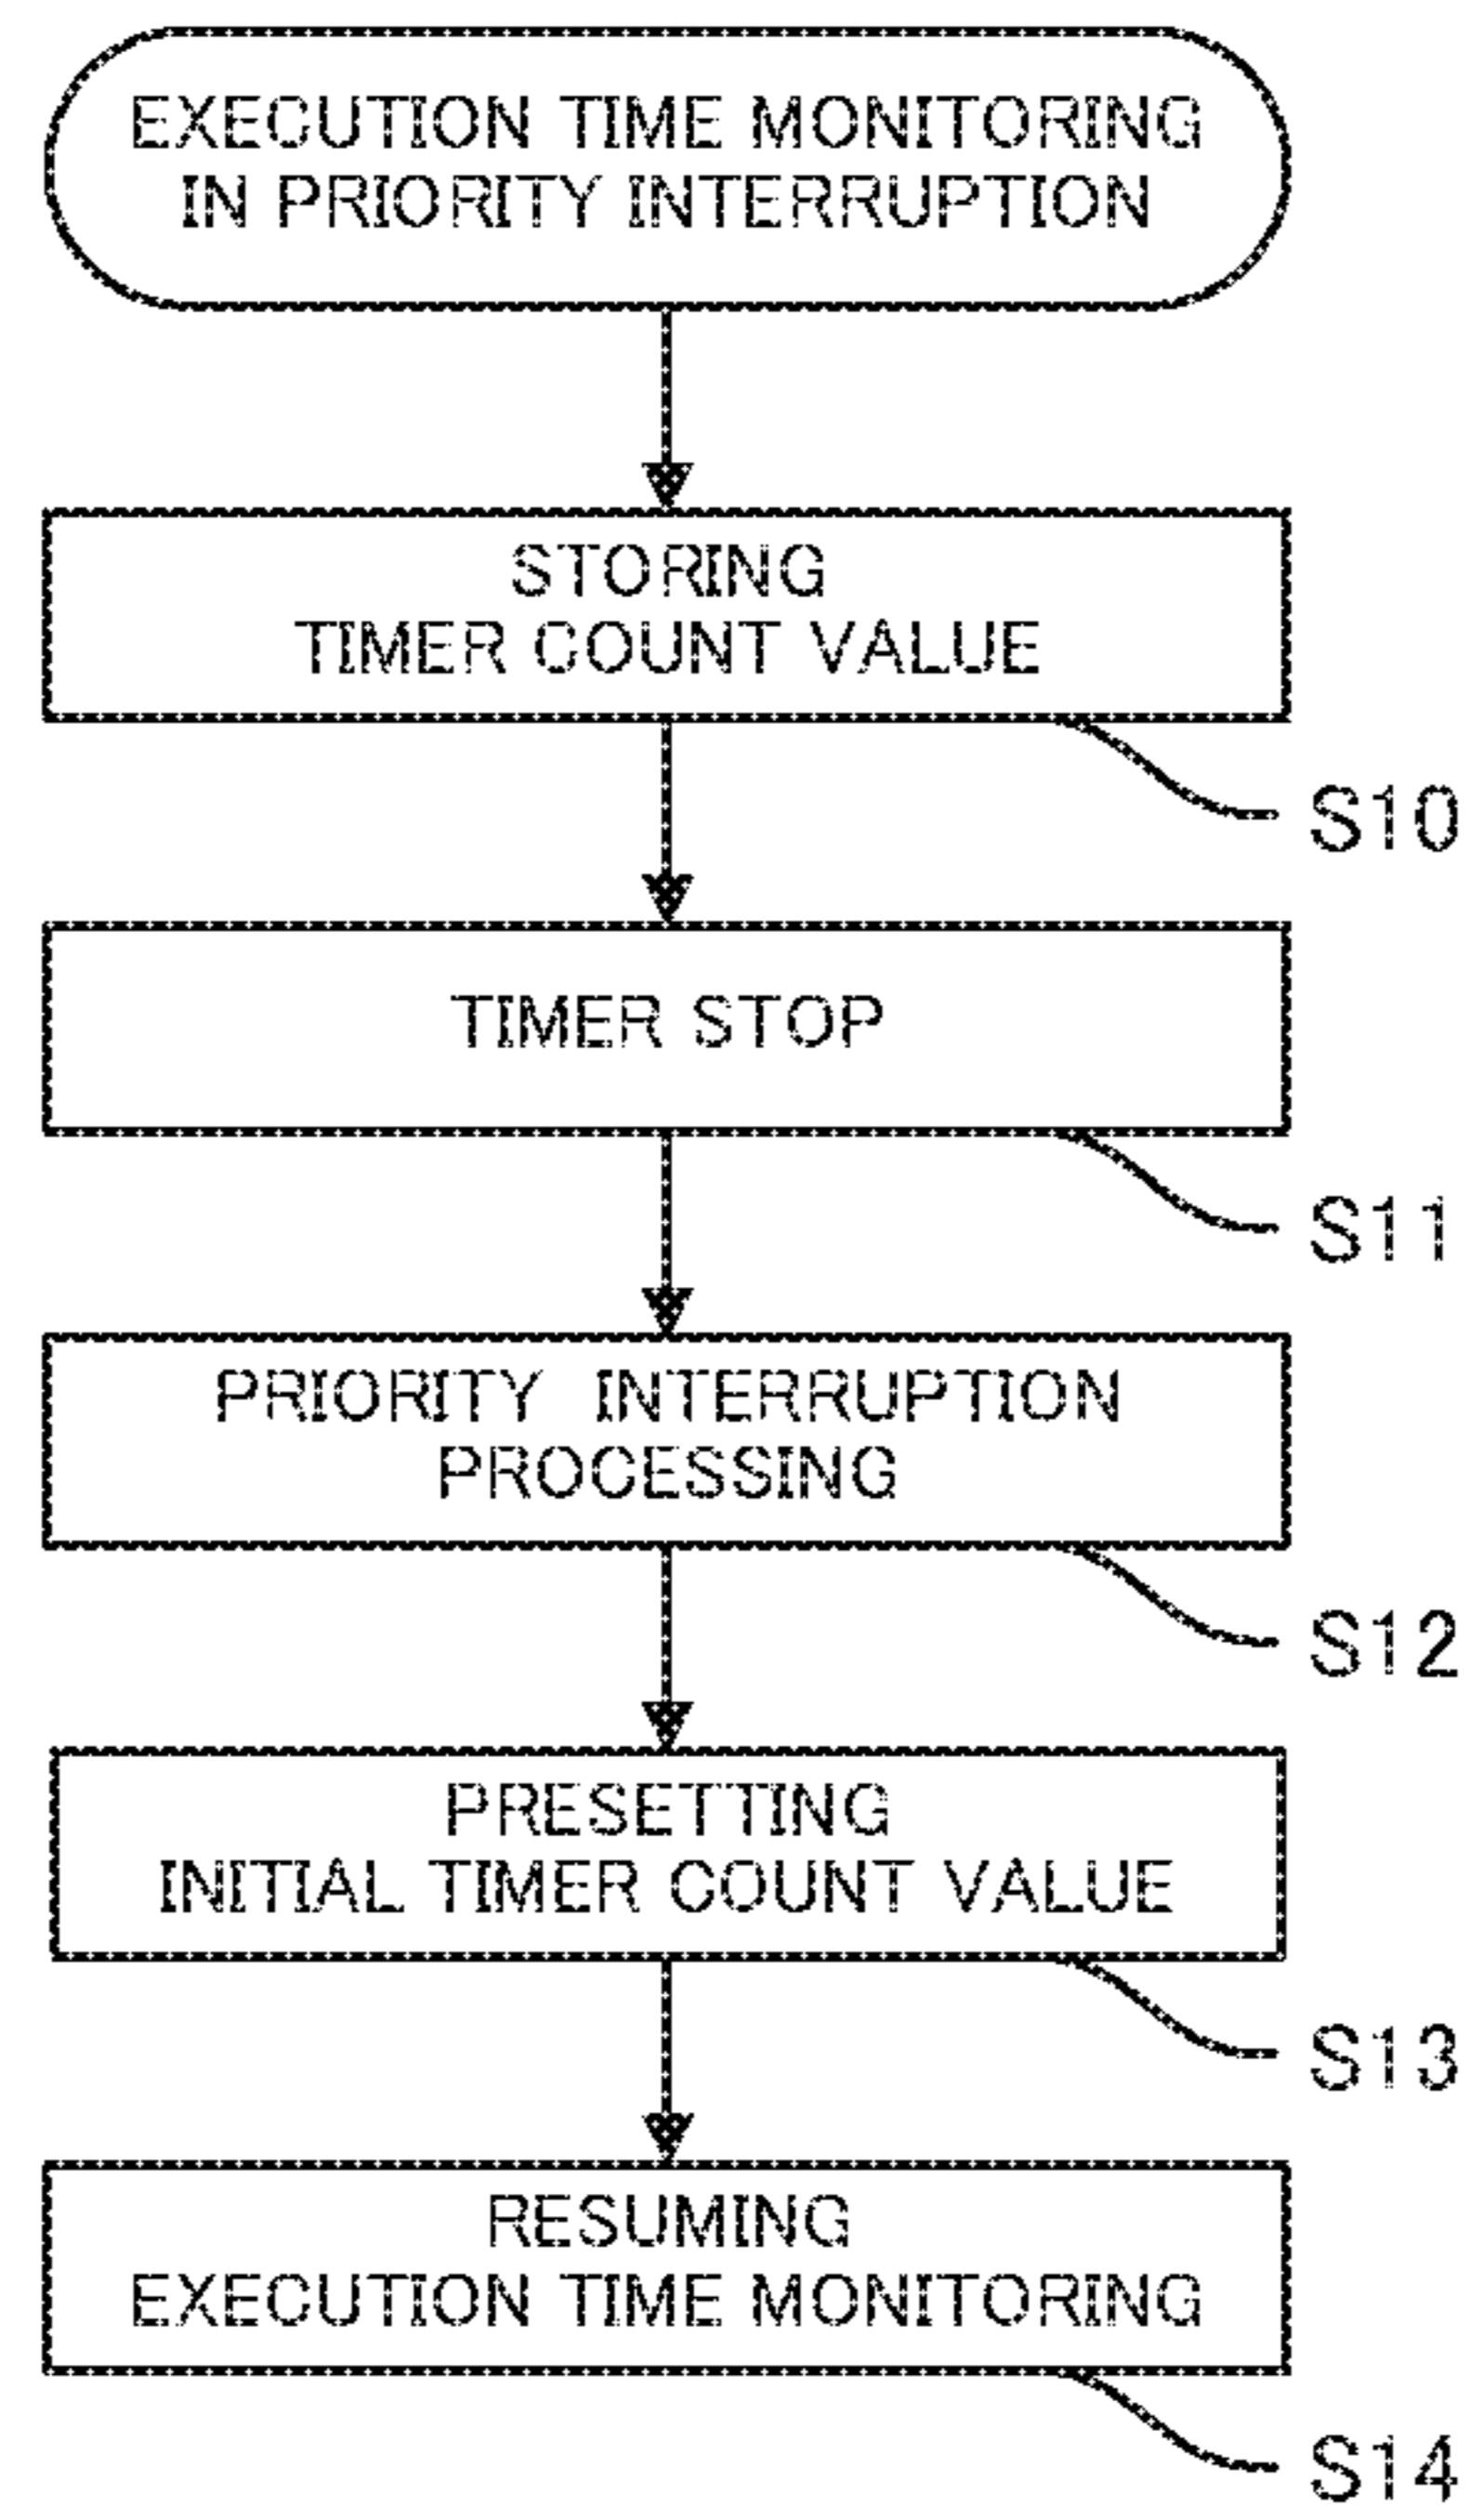 EXECUTION TIME MONITORING
IN PRIORITY INTERRUPTION
STORING
TIMER COUNT VALUE
S10
TIMER STOP
S11
PRIORITY INTERRUPTION
PROCESSING
S12
PRESETTING
INITIAL TIMER COUNT VALUE
S13
RESUMING
EXECUTION TIME MONITORING
S14